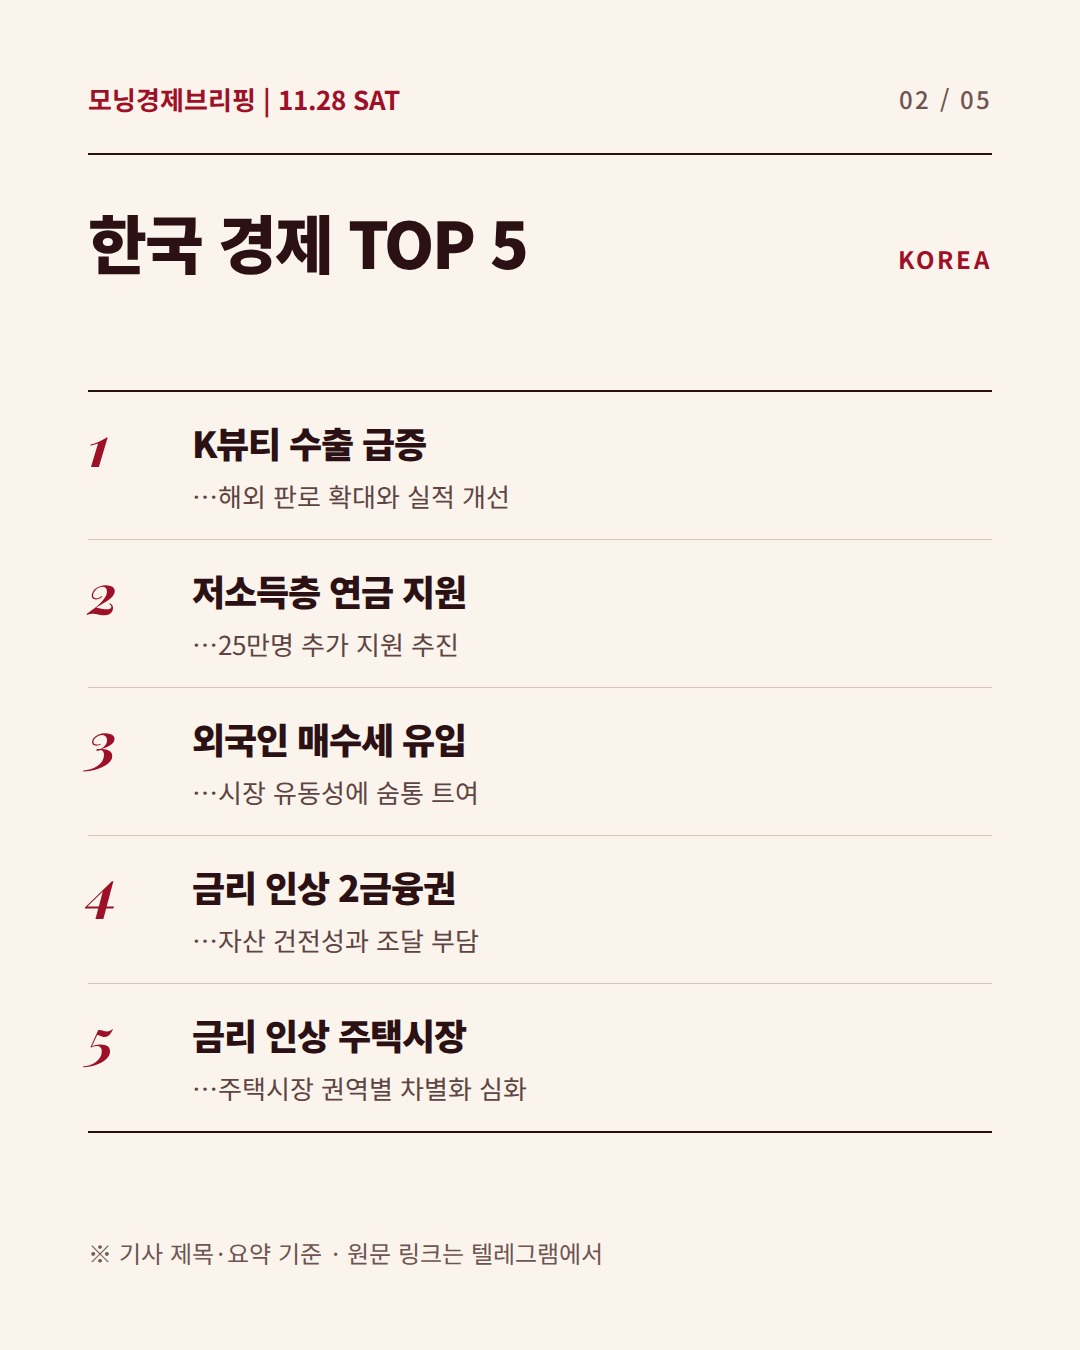 모닝경제브리핑 | 11.28 SAT
02 / 05
한국 경제 TOP 5
KOREA
1
K뷰티 수출 급증
…해외 판로 확대와 실적 개선
2
저소득층 연금 지원
…25만명 추가 지원 추진
3
외국인 매수세 유입
…시장 유동성에 숨통 트여
4
금리 인상 2금융권
…자산 건전성과 조달 부담
5
금리 인상 주택시장
…주택시장 권역별 차별화 심화
※ 기사 제목·요약 기준 · 원문 링크는 텔레그램에서